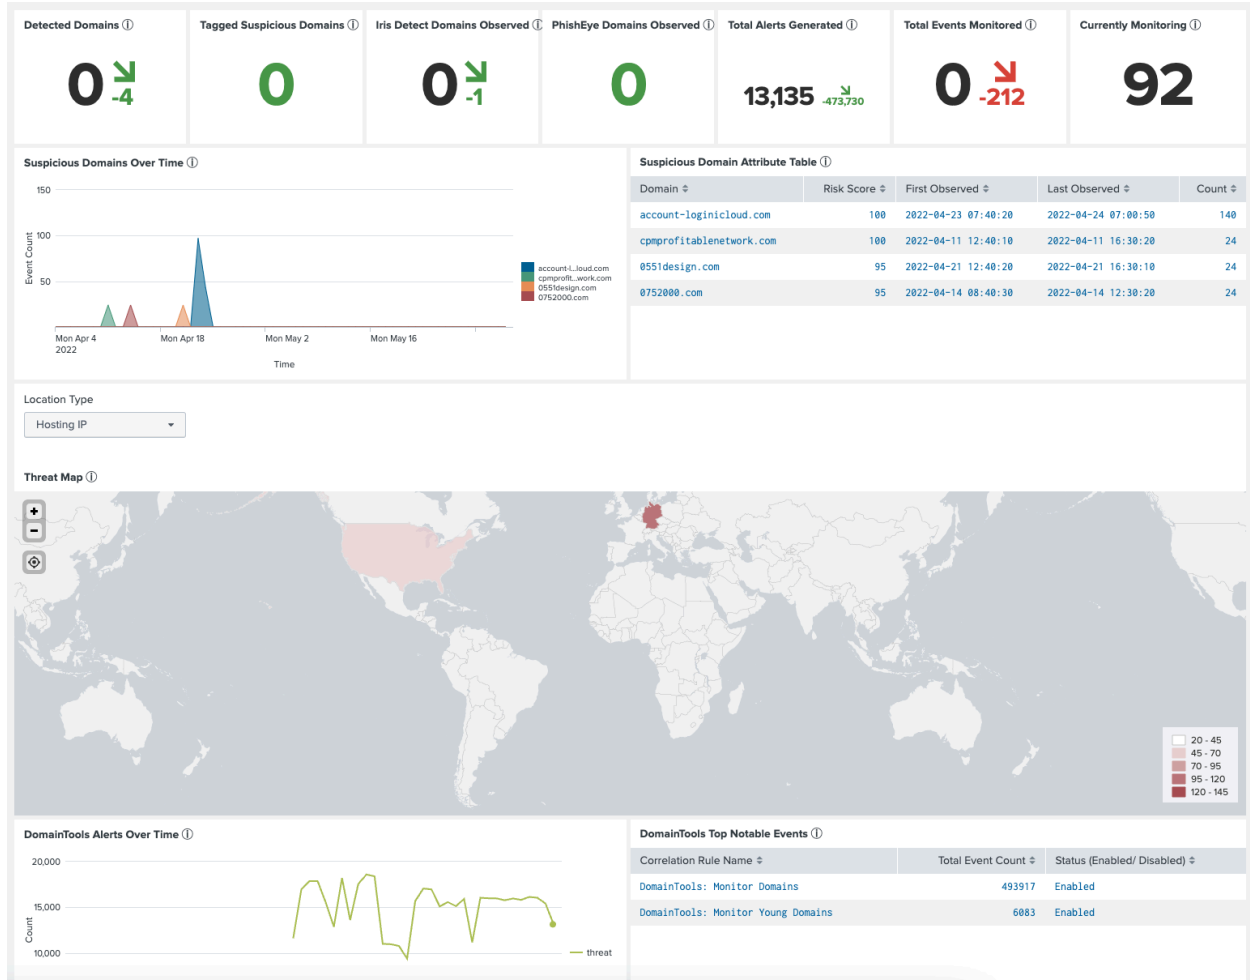 Detected Domains
Tagged Suspicious Domains
Iris Detect Domains Observed
PhishEye Domains Observed
Total Alerts Generated
Total Events Monitored
Currently Monitoring
0 -4
0
0 -1
0
13,135 -473,730
0 -212
92
Suspicious Domains Over Time
150
100
50
Event Count
Mon Apr 4
2022
Mon Apr 18
Mon May 2
Mon May 16
Time
account-l...loud.com
cpmprofit...work.com
0551design.com
0752000.com
Suspicious Domain Attribute Table
Domain Risk Score First Observed Last Observed Count
account-loginicloud.com 100 2022-04-23 07:40:20 2022-04-24 07:00:50 140
cpmprofitablenetwork.com 100 2022-04-11 12:40:10 2022-04-11 16:30:20 24
0551design.com 95 2022-04-21 12:40:20 2022-04-21 16:30:10 24
0752000.com 95 2022-04-14 08:40:30 2022-04-14 12:30:20 24
Location Type
Hosting IP
Threat Map
+
-
20 - 45
45 - 70
70 - 95
95 - 120
120 - 145
DomainTools Alerts Over Time
20,000
15,000
10,000
Count
threat
DomainTools Top Notable Events
Correlation Rule Name Total Event Count Status (Enabled/ Disabled)
DomainTools: Monitor Domains 493917 Enabled
DomainTools: Monitor Young Domains 6083 Enabled